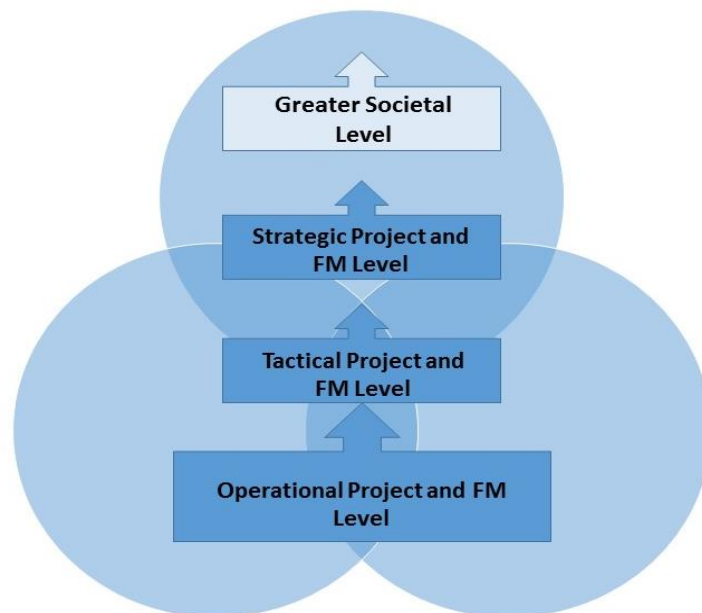 Greater Societal
Level
Strategic Project and
FM Level
Tactical Project and
FM Level
Operational Project and FM
Level